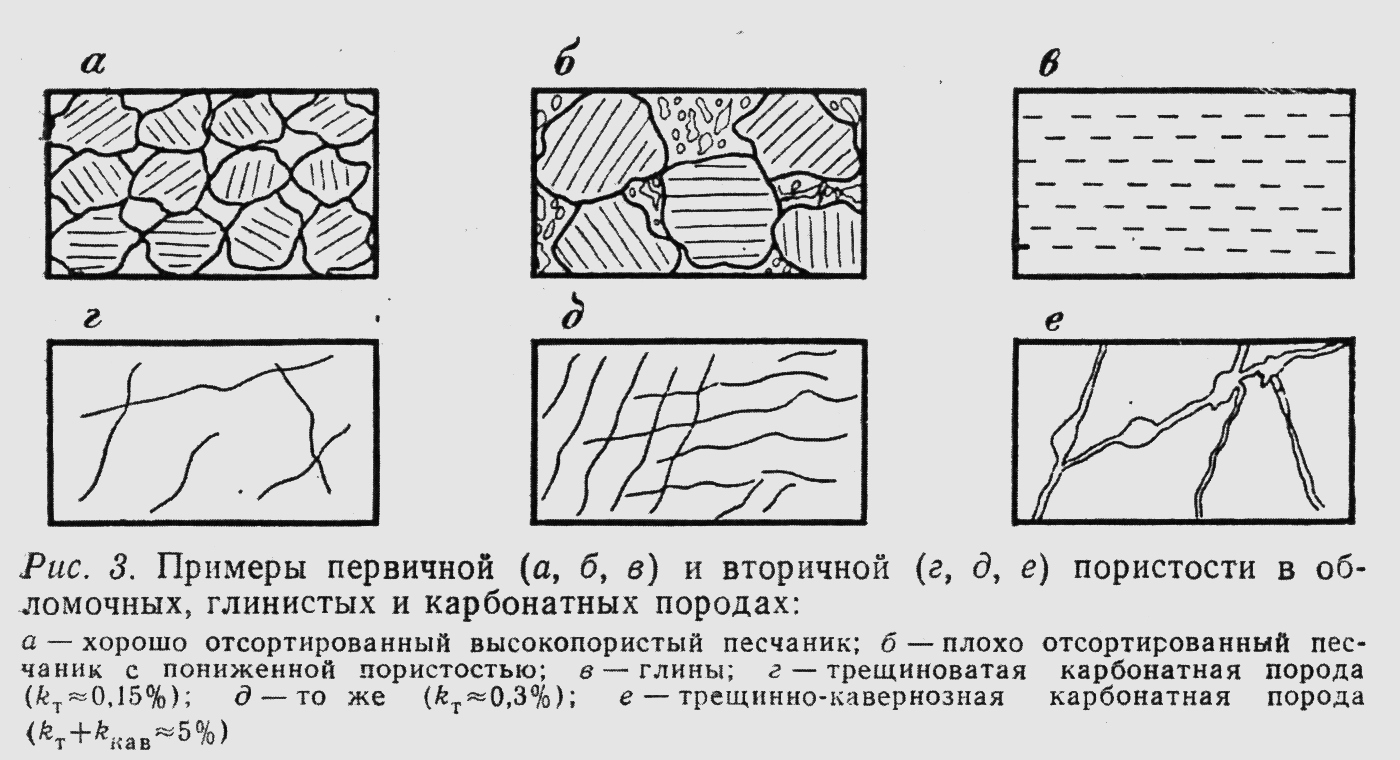 а б в
г д е
Рис. 3. Примеры первичной (а, б, в) и вторичной (г, д, е) пористости в об-
ломочных, глинистых и карбонатных породах:
а — хорошо отсортированный высокопористый песчаник; б — плохо отсортированный пес-
чаник с пониженной пористостью; в — глины; г — трещиноватая карбонатная порода
(kт≈0,15%); д — то же (kт≈0,3%); е — трещинно-кавернозная карбонатная порода
(kт+kкав≈5%)